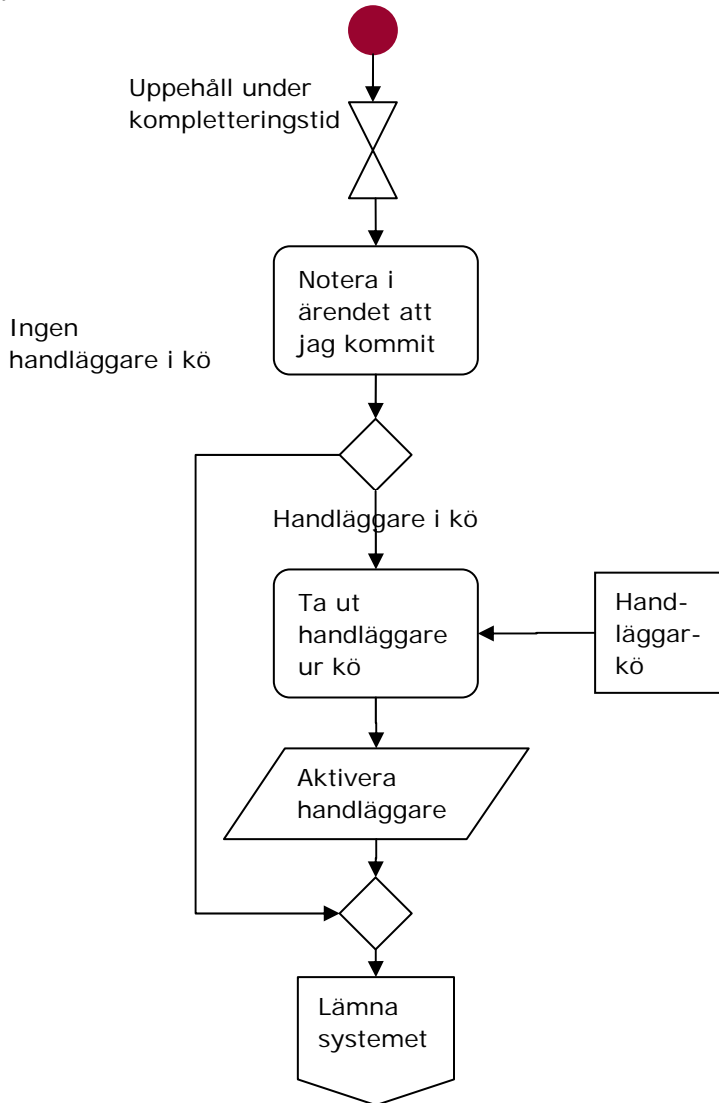 Uppehåll under
kompletteringstid
Notera i
ärendet att
jag kommit
Ingen
handläggare i kö
Handläggare i kö
Ta ut
handläggare
ur kö
Hand-
läggar-
kö
Aktivera
handläggare
Lämna
systemet